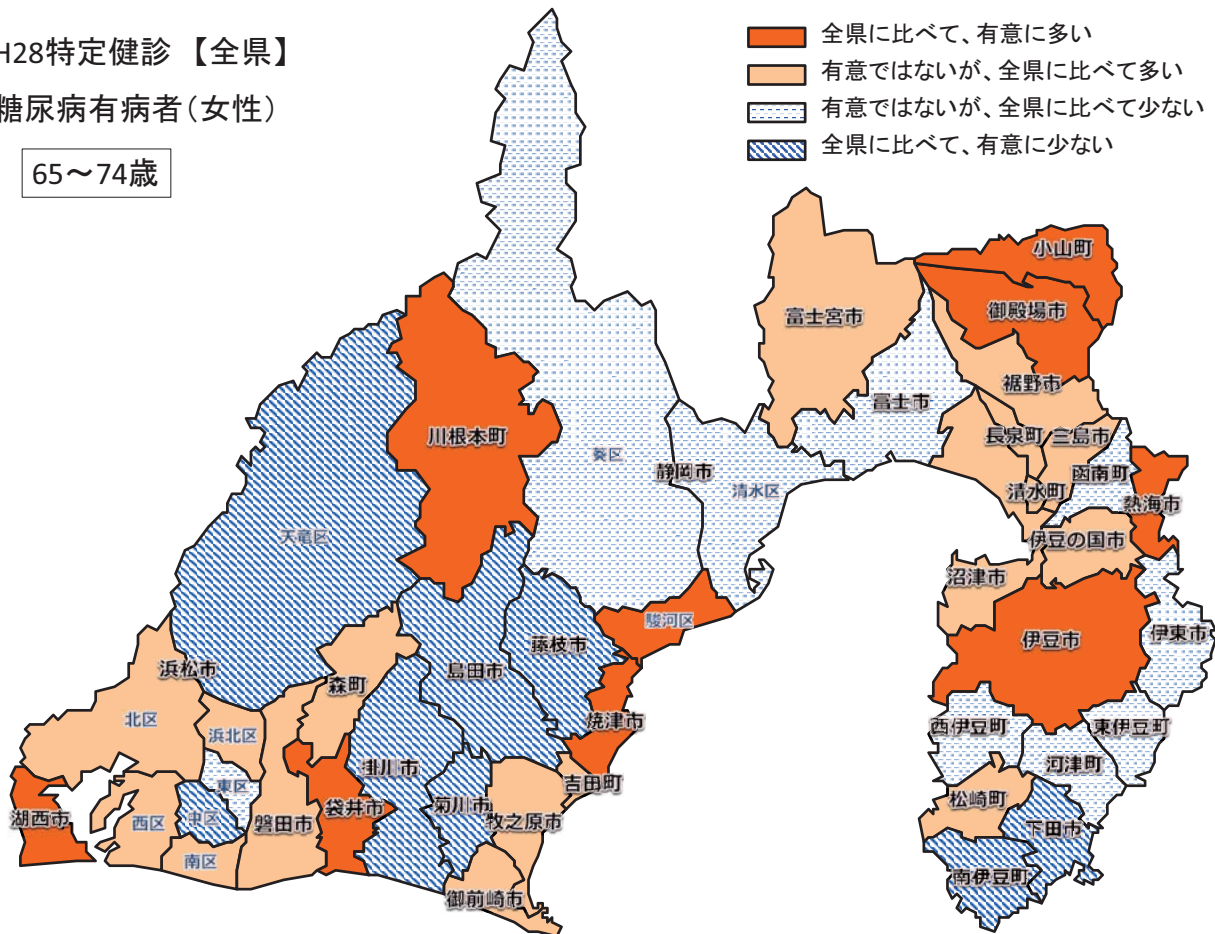 H28特定健診 【全県】
糖尿病有病者(女性)
65～74歳
全県に比べて、有意に多い
有意ではないが、全県に比べて多い
有意ではないが、全県に比べて少ない
全県に比べて、有意に少ない
小山町
御殿場市
富士宮市
裾野市
富士市
長泉町
三島市
川根本町
葵区
静岡市
清水区
清水町
函南町
熱海市
天竜区
伊豆の国市
沼津市
駿河区
伊豆市
伊東市
藤枝市
島田市
浜松市
森町
北区
浜北区
焼津市
西伊豆町
東伊豆町
河津町
掛川市
吉田町
東区
松崎町
湖西市
西区
中区
磐田市
袋井市
菊川市
牧之原市
下田市
南区
南伊豆町
御前崎市